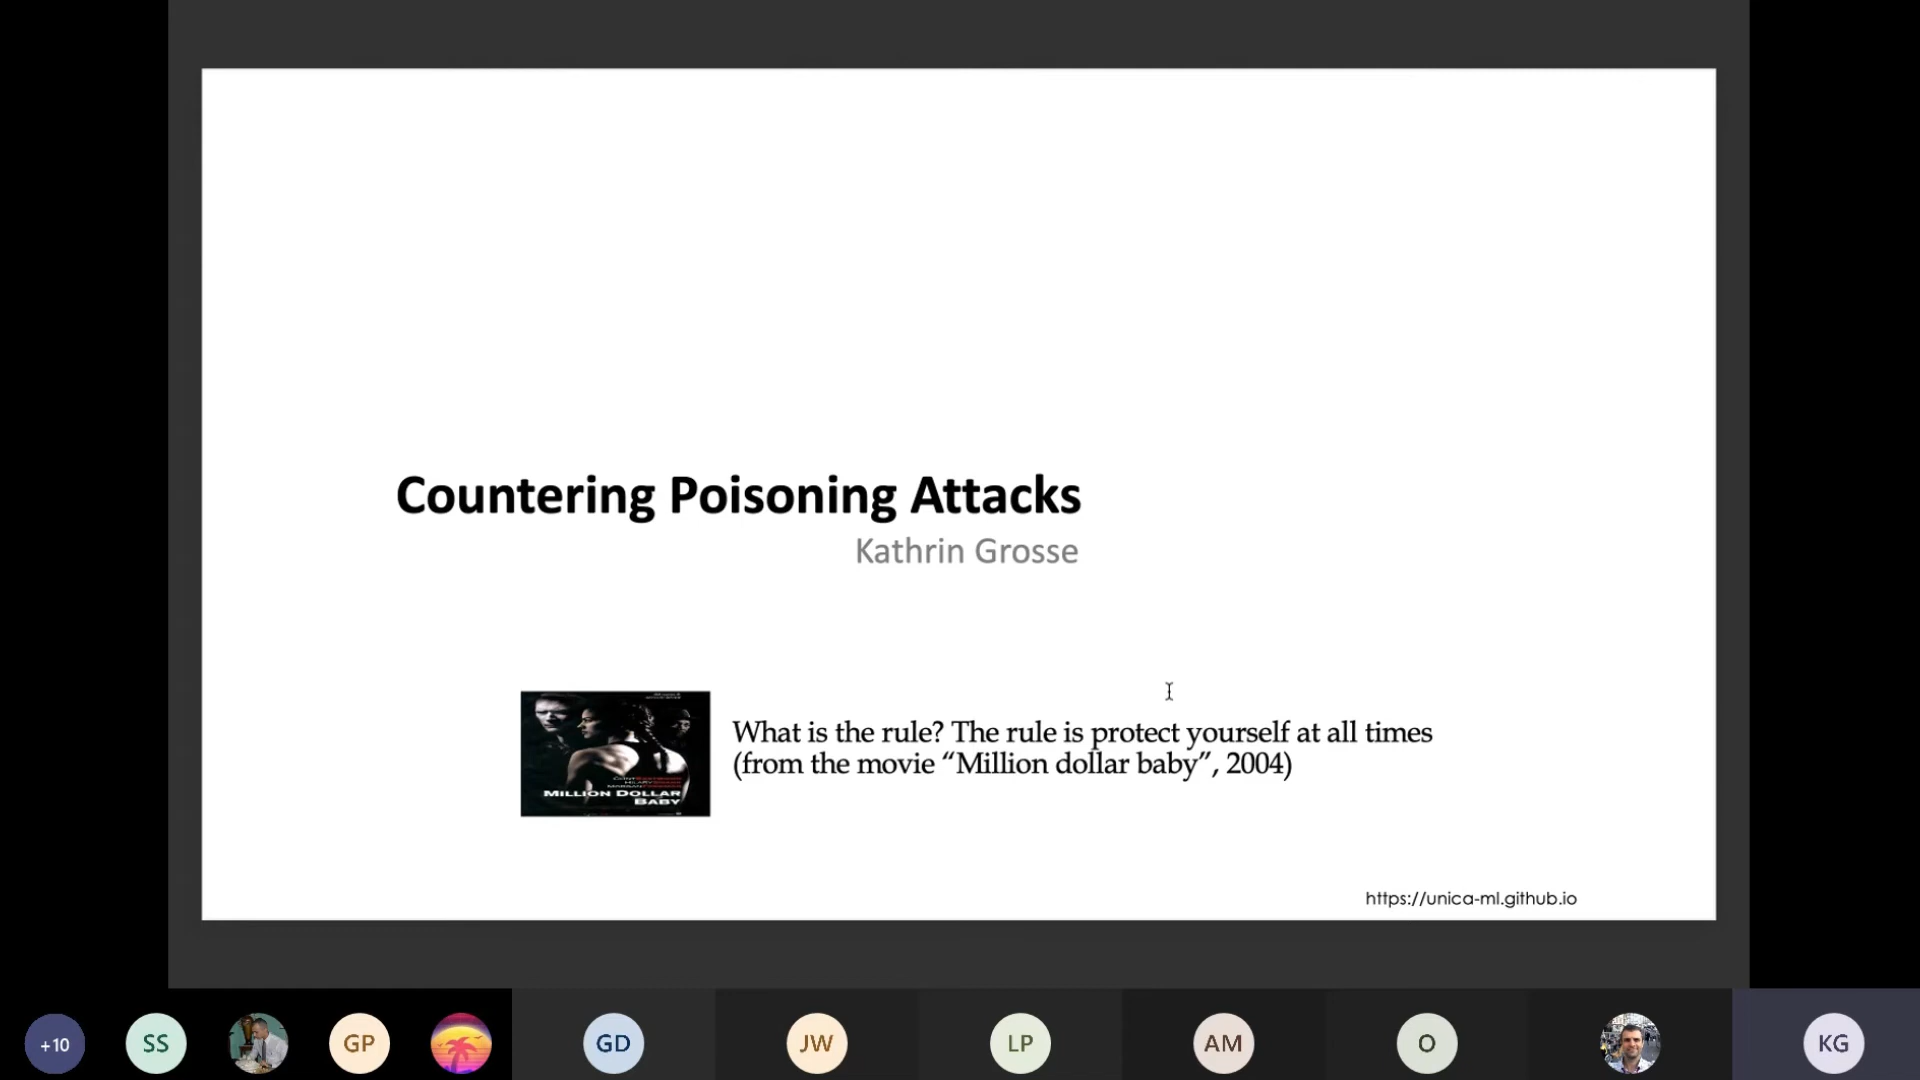 Countering Poisoning Attacks
Kathrin Grosse
What is the rule? The rule is protect yourself at all times
(from the movie “Million dollar baby”, 2004)
MILLION DOLLAR
BABY
https://unica-ml.github.io
+10
SS
GP
GD
JW
LP
AM
O
KG